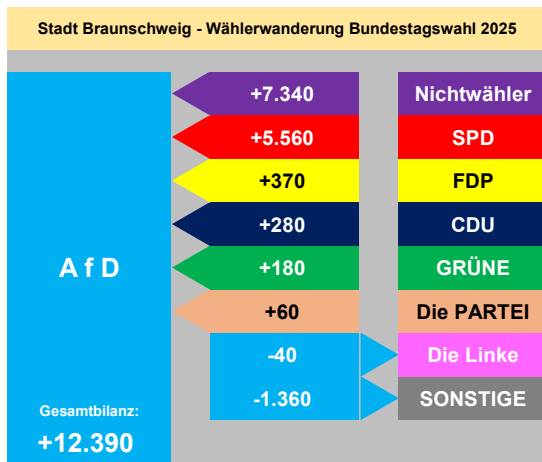 Stadt Braunschweig - Wählerwanderung Bundestagswahl 2025
+7.340 Nichtwähler
+5.560 SPD
+370 FDP
+280 CDU
A f D
+180 GRÜNE
+60 Die PARTEI
-40 Die Linke
-1.360 SONSTIGE
Gesamtbilanz:
+12.390